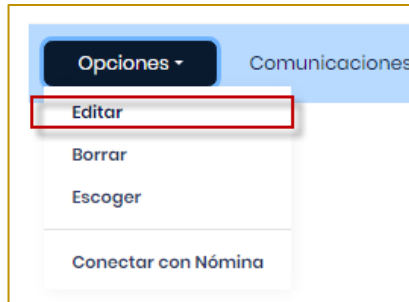 Opciones Comunicaciones
Editar
Borrar
Escoger
Conectar con Nómina